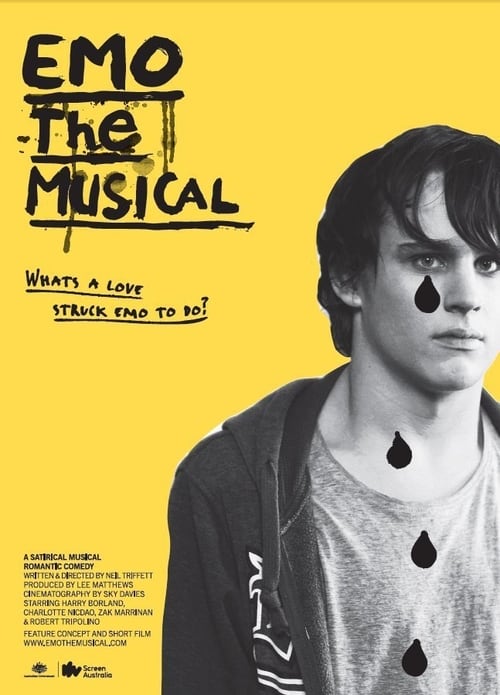 EMO
The
MUSICAL
WHATS A LOVE
STRUCK EMO TO DO?
A SATIRICAL MUSICAL
ROMANTIC COMEDY
WRITTEN & DIRECTED BY NEIL TRIFFETT
PRODUCED BY LEE MATTHEWS
CINEMATOGRAPHY BY SKY DAVIES
STARRING HARRY BORLAND,
CHARLOTTE NICDAO, ZAK MARRINAN
& ROBERT TRIPOLINO
FEATURE CONCEPT AND SHORT FILM
WWW.EMOTHEMUSICAL.COM
Screen
Australia